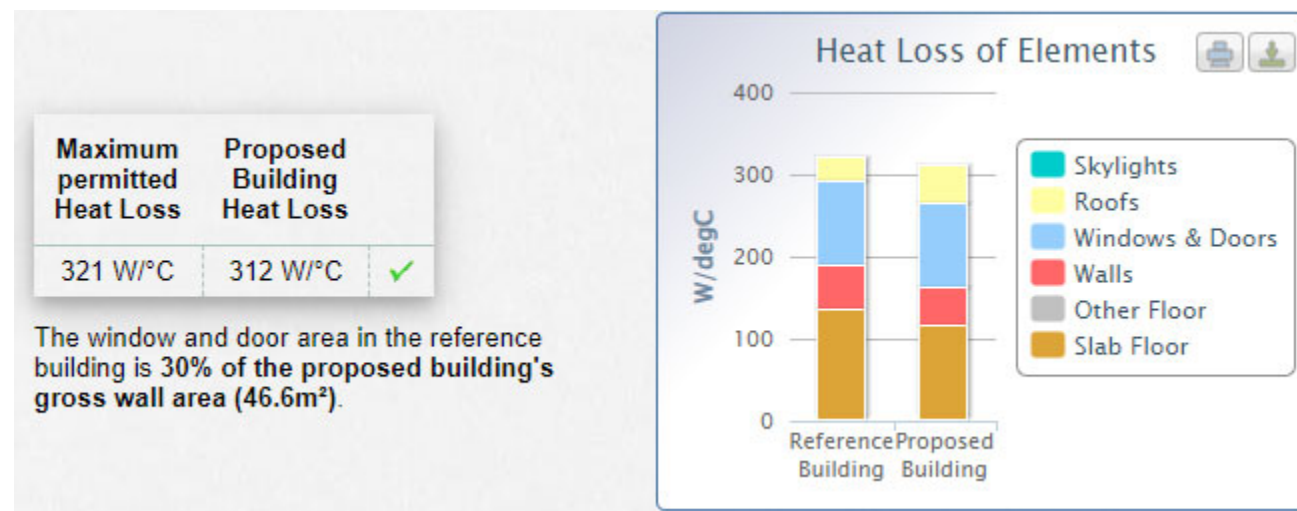 Maximum
permitted
Heat Loss
Proposed
Building
Heat Loss
321 W/°C
312 W/°C
The window and door area in the reference
building is 30% of the proposed building's
gross wall area (46.6m²).
Heat Loss of Elements
W/degC
400
300
200
100
0
Reference
Building
Proposed
Building
Skylights
Roofs
Windows & Doors
Walls
Other Floor
Slab Floor